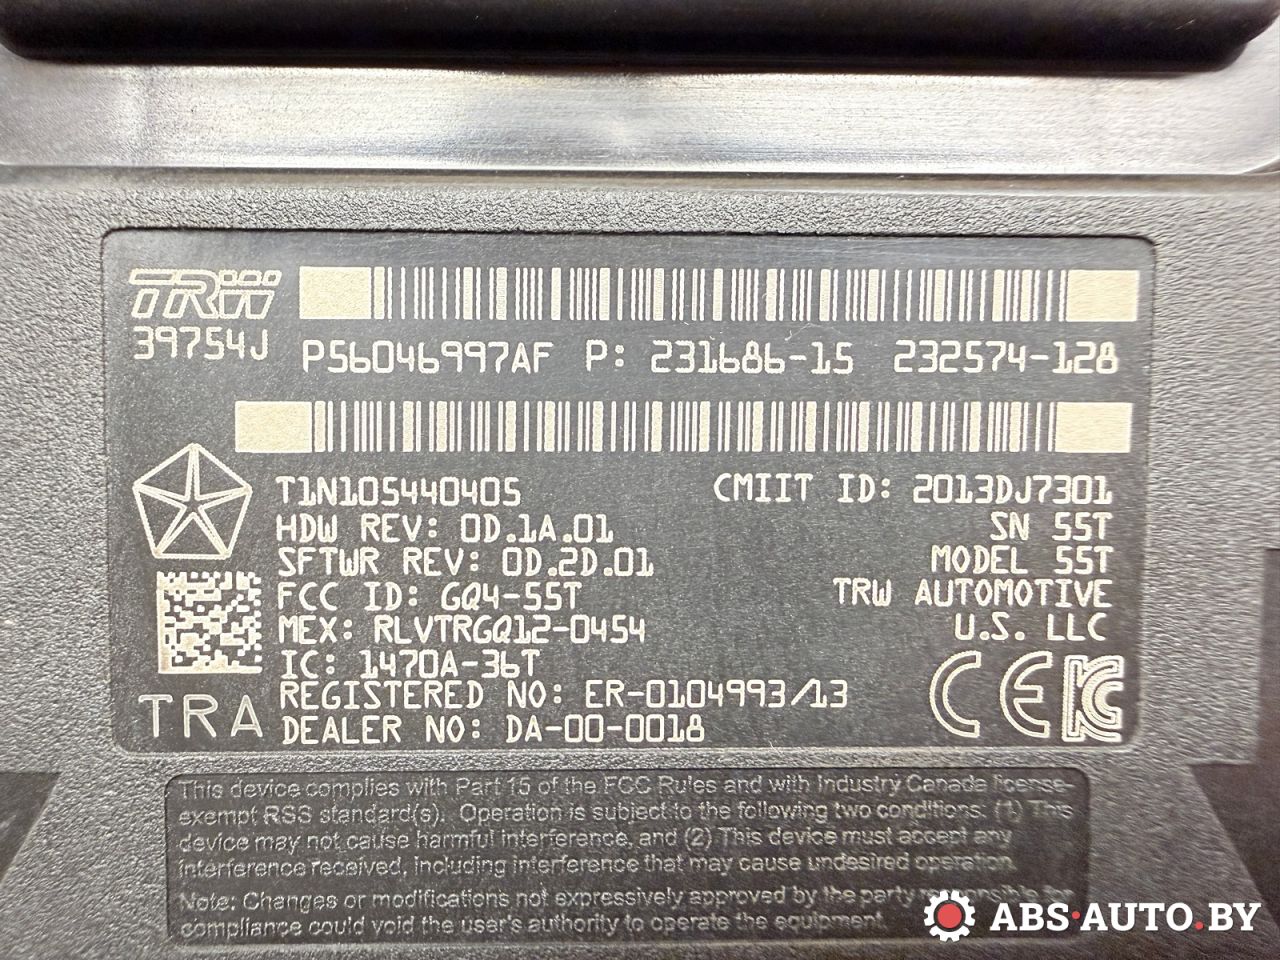 TRW
39754J
P56046997AF P: 231686-15 232574-128
T1N105440405 CMIIT ID: 2013DJ7301
HDW REV: 0D.1A.01 SN 55T
SFTWR REV: 0D.2D.01 MODEL 55T
FCC ID: GQ4-55T TRW AUTOMOTIVE
MEX: RLVTRGQ12-0454 U.S. LLC
IC: 1470A-36T
REGISTERED NO: ER-0104993/13
DEALER NO: DA-00-0018
TRA
CE
This device complies with Part 15 of the FCC Rules and with Industry Canada license-
exempt RSS standard(s). Operation is subject to the following two conditions: (1) This
device may not cause harmful interference, and (2) This device must accept any
interference received, including interference that may cause undesired operation.
Note: Changes or modifications not expressively approved by the party responsible for
compliance could void the user's authority to operate the equipment.
ABS·AUTO.BY